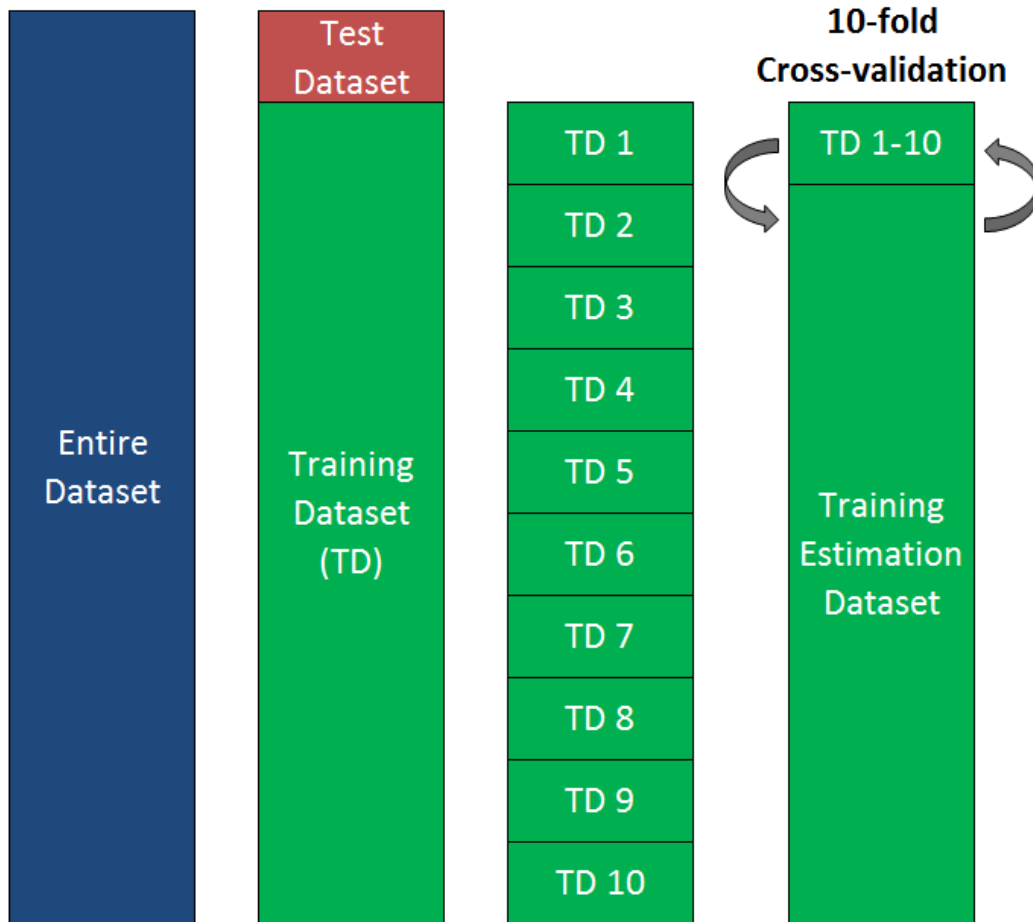 Entire
Dataset
Test
Dataset
Training
Dataset
(TD)
TD 1
TD 2
TD 3
TD 4
TD 5
TD 6
TD 7
TD 8
TD 9
TD 10
10-fold
Cross-validation
TD 1-10
Training
Estimation
Dataset